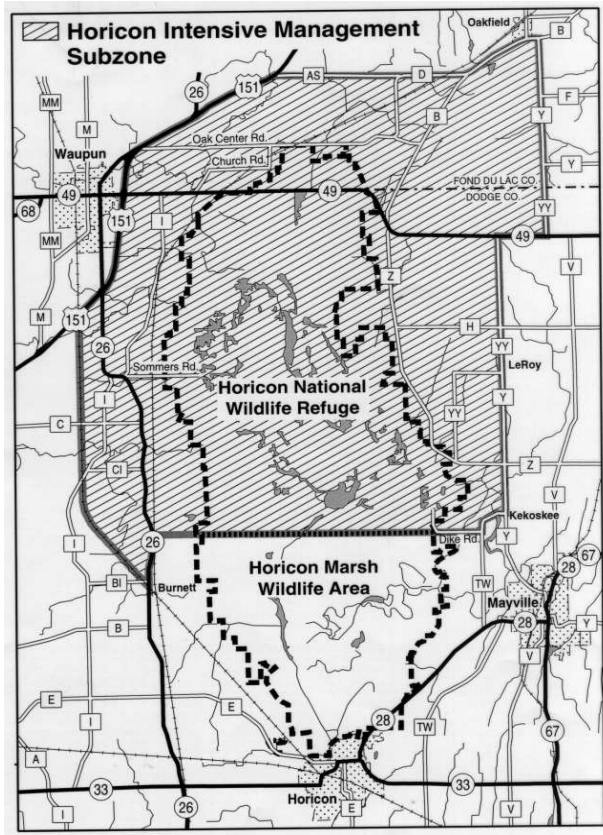 Horicon Intensive Management
Subzone
Oakfield
B
26
151
AS
D
MM
M
B
F
Y
Oak Center Rd.
Waupun
Church Rd.
Y
49
49
FOND DU LAC CO.
DODGE CO.
68
151
I
YY
MM
49
Z
V
151
M
H
26
YY
Sommers Rd.
LeRoy
Horicon National
Wildlife Refuge
I
Y
C
YY
CI
Z
V
I
Kekoskee
26
Dike Rd.
Y
67
Horicon Marsh
Wildlife Area
28
BI
Burnett
TW
Mayville
28
Y
B
V
E
E
28
I
TW
67
A
33
33
Horicon
I
26
E
V